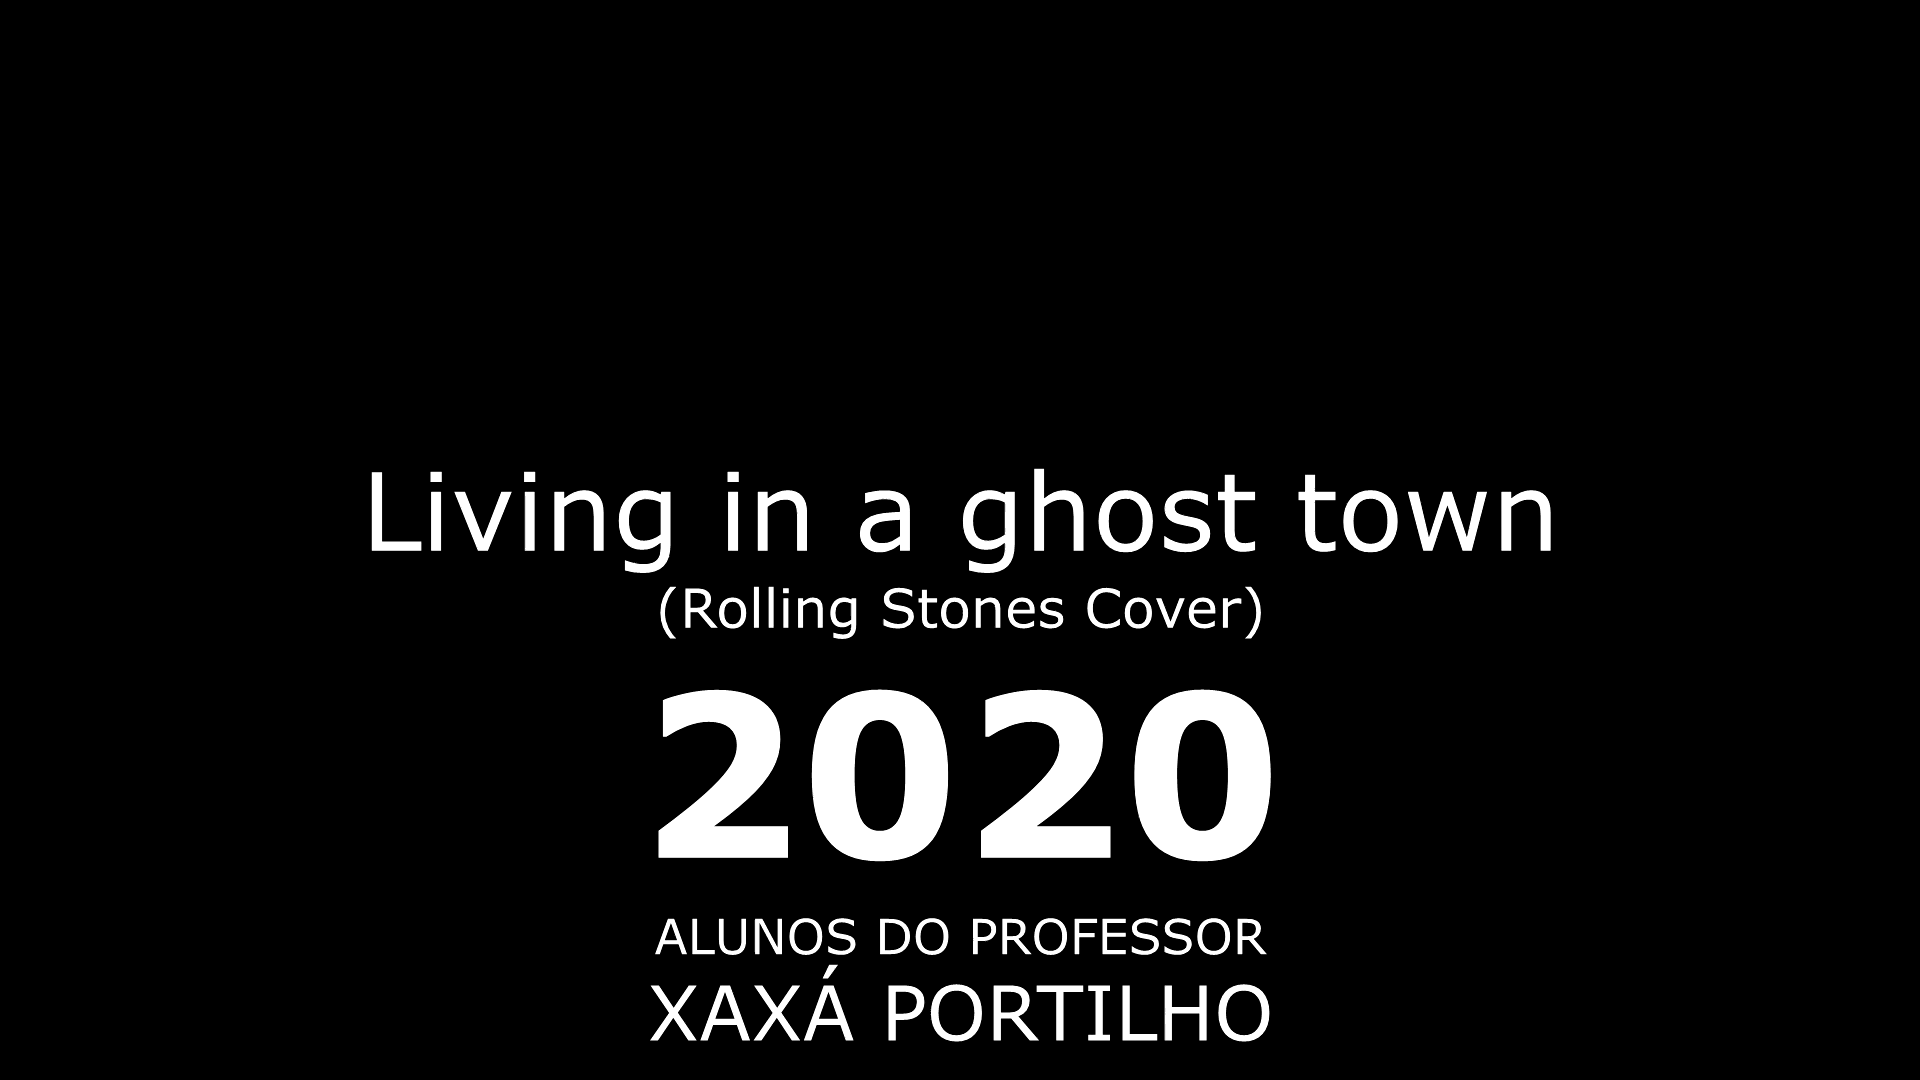 Living in a ghost town
(Rolling Stones Cover)
2020
ALUNOS DO PROFESSOR
XAXÁ PORTILHO